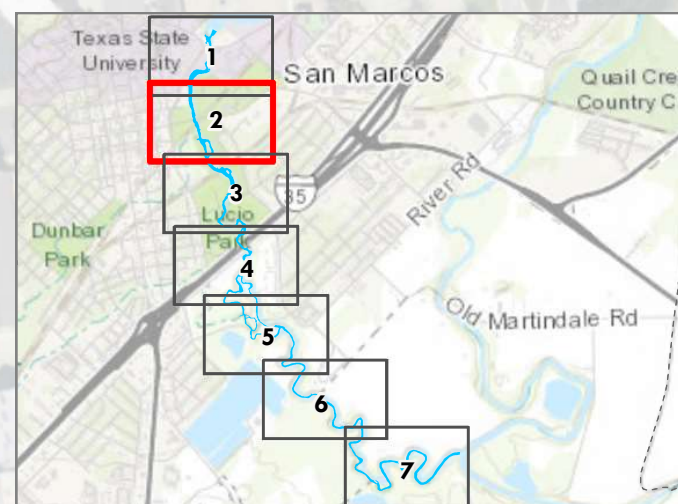 Texas State
University
1
San Marcos
Quail Cre
Country C
2
3
35
River Rd
Lucio
Park
Dunbar
Park
4
Old Martindale Rd
5
6
7